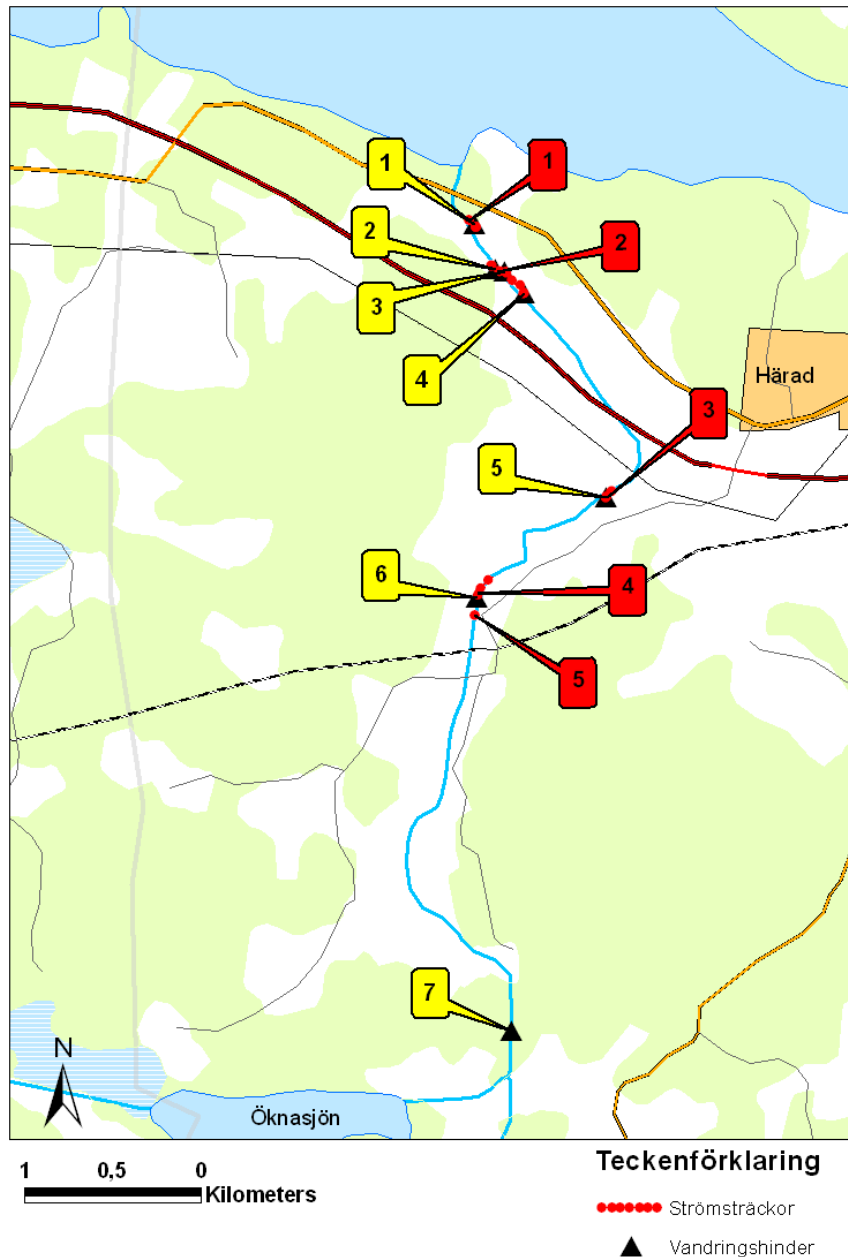 1
1
2
2
3
4
Härad
3
5
6
4
5
7
N
Öknasjön
1 0,5 0
Kilometers
Teckenförklaring
Strömsträckor
Vandringshinder